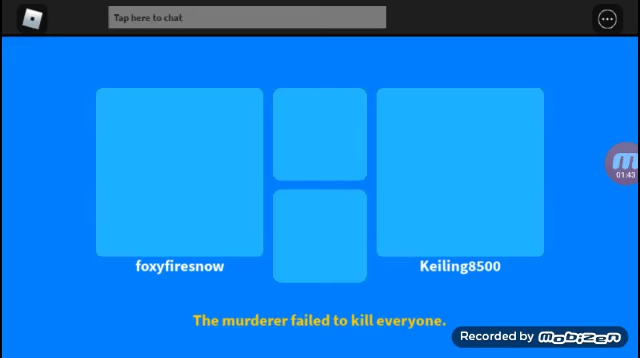 Tap here to chat
01:43
foxyfiresnow
Keiling8500
The murderer failed to kill everyone.
Recorded by Mobizen